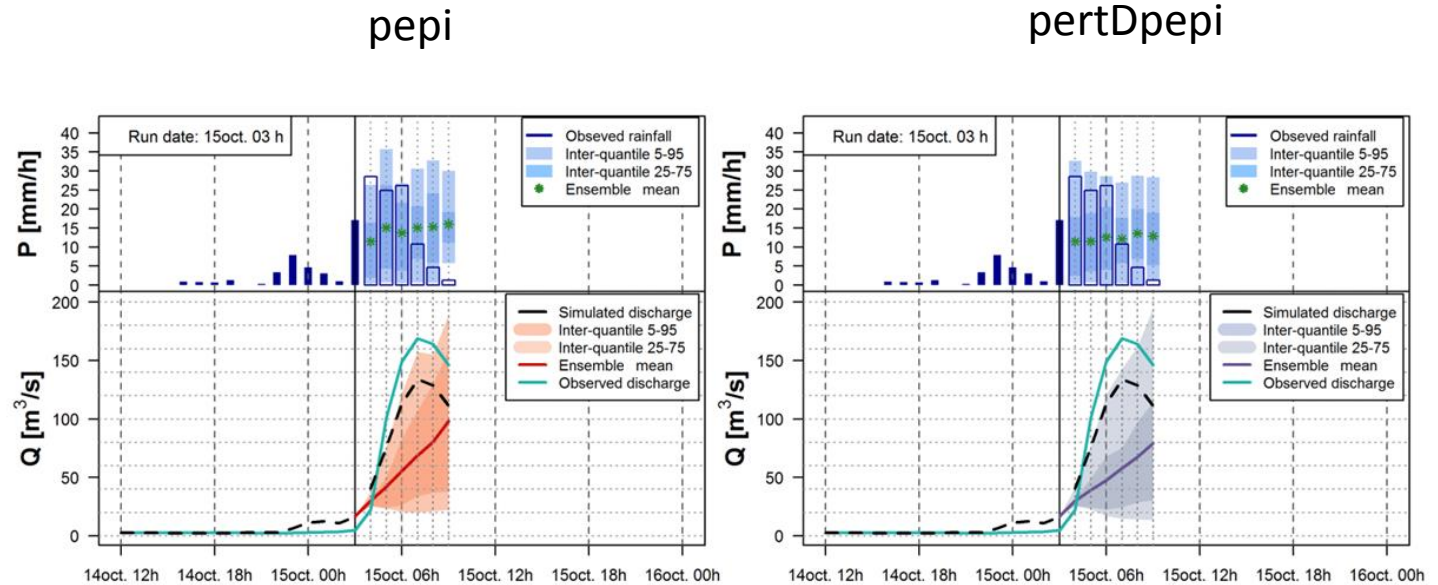 pepi
pertDpepi
P [mm/h]
40
35
30
25
20
15
10
5
0
Run date: 15oct. 03 h
Obseved rainfall
Inter-quantile 5-95
Inter-quantile 25-75
Ensemble mean
Q [m³/s]
200
150
100
50
0
Simulated discharge
Inter-quantile 5-95
Inter-quantile 25-75
Ensemble mean
Observed discharge
14oct. 12h 14oct. 18h 15oct. 00h 15oct. 06h 15oct. 12h 15oct. 18h 16oct. 00h
P [mm/h]
40
35
30
25
20
15
10
5
0
Run date: 15oct. 03 h
Obseved rainfall
Inter-quantile 5-95
Inter-quantile 25-75
Ensemble mean
Q [m³/s]
200
150
100
50
0
Simulated discharge
Inter-quantile 5-95
Inter-quantile 25-75
Ensemble mean
Observed discharge
14oct. 12h 14oct. 18h 15oct. 00h 15oct. 06h 15oct. 12h 15oct. 18h 16oct. 00h